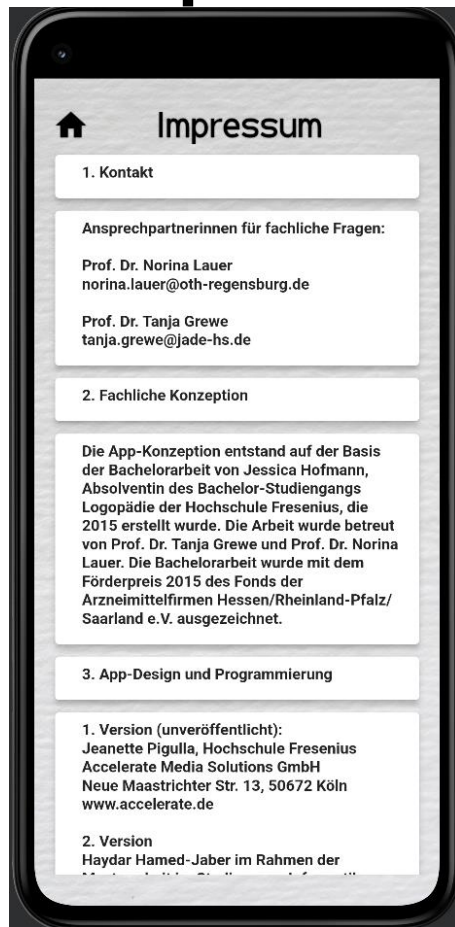 Impressum
1. Kontakt
Ansprechpartnerinnen für fachliche Fragen:
Prof. Dr. Norina Lauer
norina.lauer@oth-regensburg.de
Prof. Dr. Tanja Grewe
tanja.grewe@jade-hs.de
2. Fachliche Konzeption
Die App-Konzeption entstand auf der Basis
der Bachelorarbeit von Jessica Hofmann,
Absolventin des Bachelor-Studiengangs
Logopädie der Hochschule Fresenius, die
2015 erstellt wurde. Die Arbeit wurde betreut
von Prof. Dr. Tanja Grewe und Prof. Dr. Norina
Lauer. Die Bachelorarbeit wurde mit dem
Förderpreis 2015 des Fonds der
Arzneimittelfirmen Hessen/Rheinland-Pfalz/
Saarland e.V. ausgezeichnet.
3. App-Design und Programmierung
1. Version (unveröffentlicht):
Jeanette Pigulla, Hochschule Fresenius
Accelerate Media Solutions GmbH
Neue Maastrichter Str. 13, 50672 Köln
www.accelerate.de
2. Version
Haydar Hamed-Jaber im Rahmen der